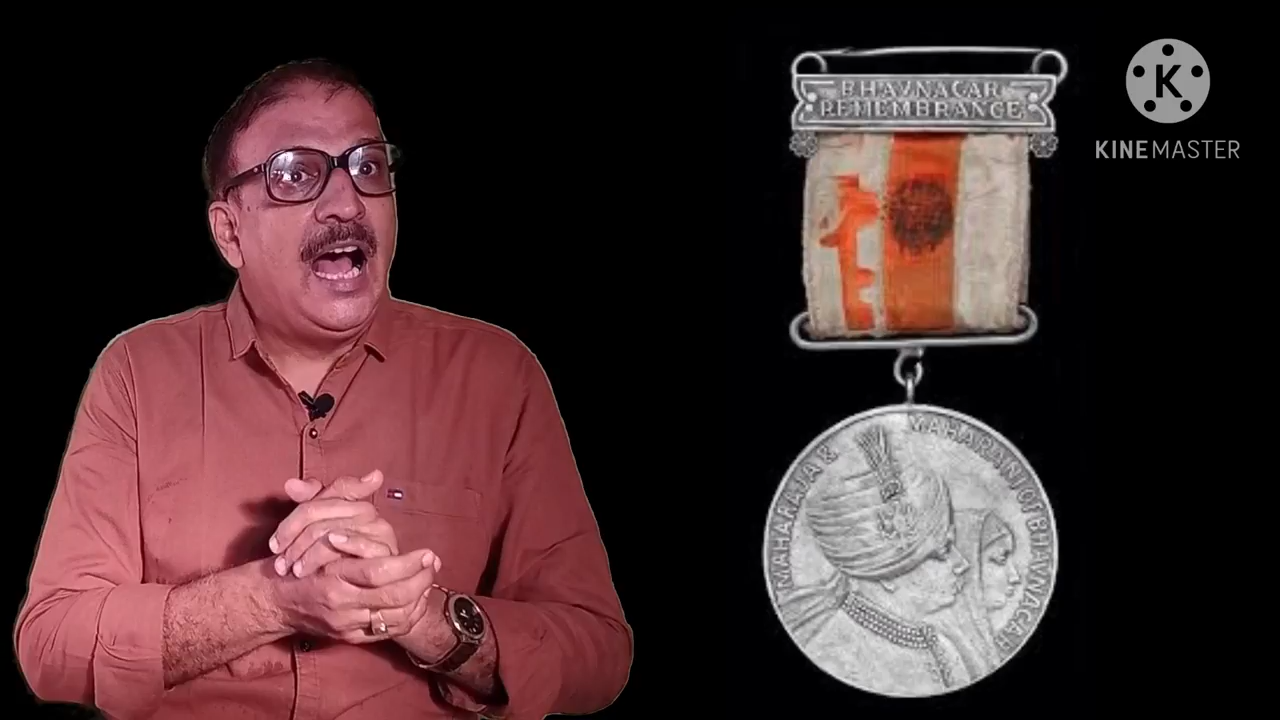 BHAVNAGAR
REMEMBRANCE
MAHARAJA &
MAHARANI OF BHAVNAGAR
K
KINEMASTER